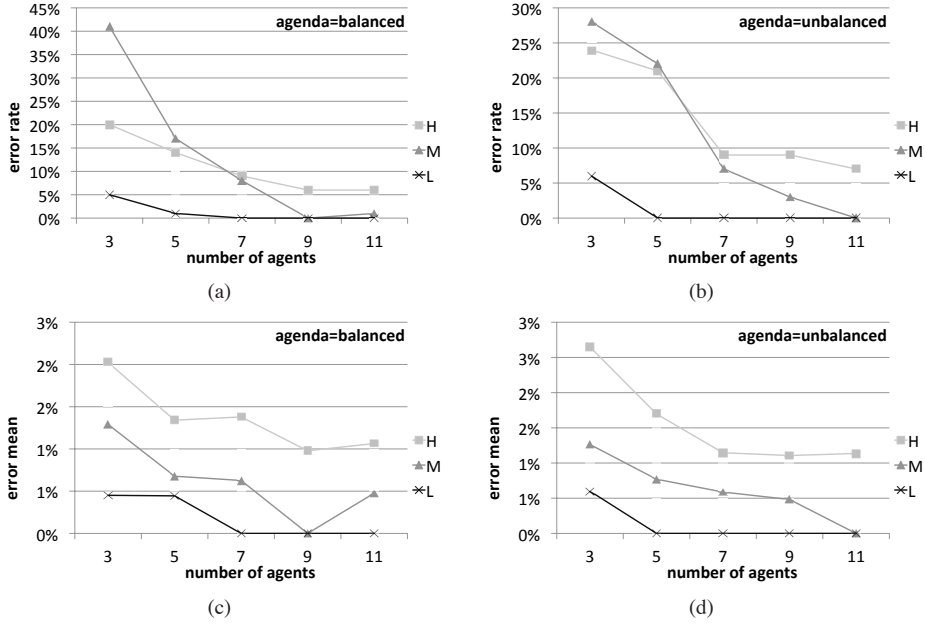 agenda=balanced
45%
40%
35%
30%
25%
20%
15%
10%
5%
0%
error rate
3 5 7 9 11
number of agents
H
M
L
(a)
agenda=unbalanced
30%
25%
20%
15%
10%
5%
0%
error rate
3 5 7 9 11
number of agents
H
M
L
(b)
agenda=balanced
3%
2%
2%
1%
1%
0%
error mean
3 5 7 9 11
number of agents
H
M
L
(c)
agenda=unbalanced
3%
3%
2%
2%
1%
1%
0%
error mean
3 5 7 9 11
number of agents
H
M
L
(d)